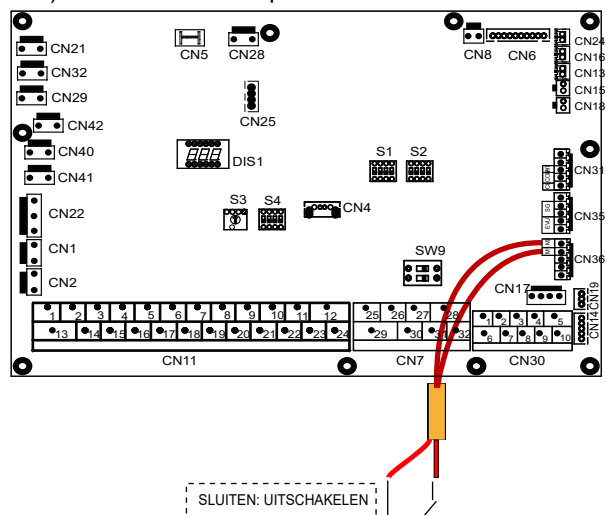 CN21
CN5
CN28
CN8
CN6
CN24
CN16
CN13
CN15
CN18
CN32
CN29
CN42
CN25
CN40
CN41
DIS1
S1
S2
CN31
CN22
S3
S4
CN4
SG
EVU
CN35
M
M
CN36
CN1
CN2
SW9
CN17
CN19
CN14
1 2 3 4 5 6 7 8 9 10 11 12
13 14 15 16 17 18 19 20 21 22 23 24
25 26 27 28
29 30 31 32
1 2 3 4 5
6 7 8 9 10
CN11
CN7
CN30
SLUITEN: UITSCHAKELEN